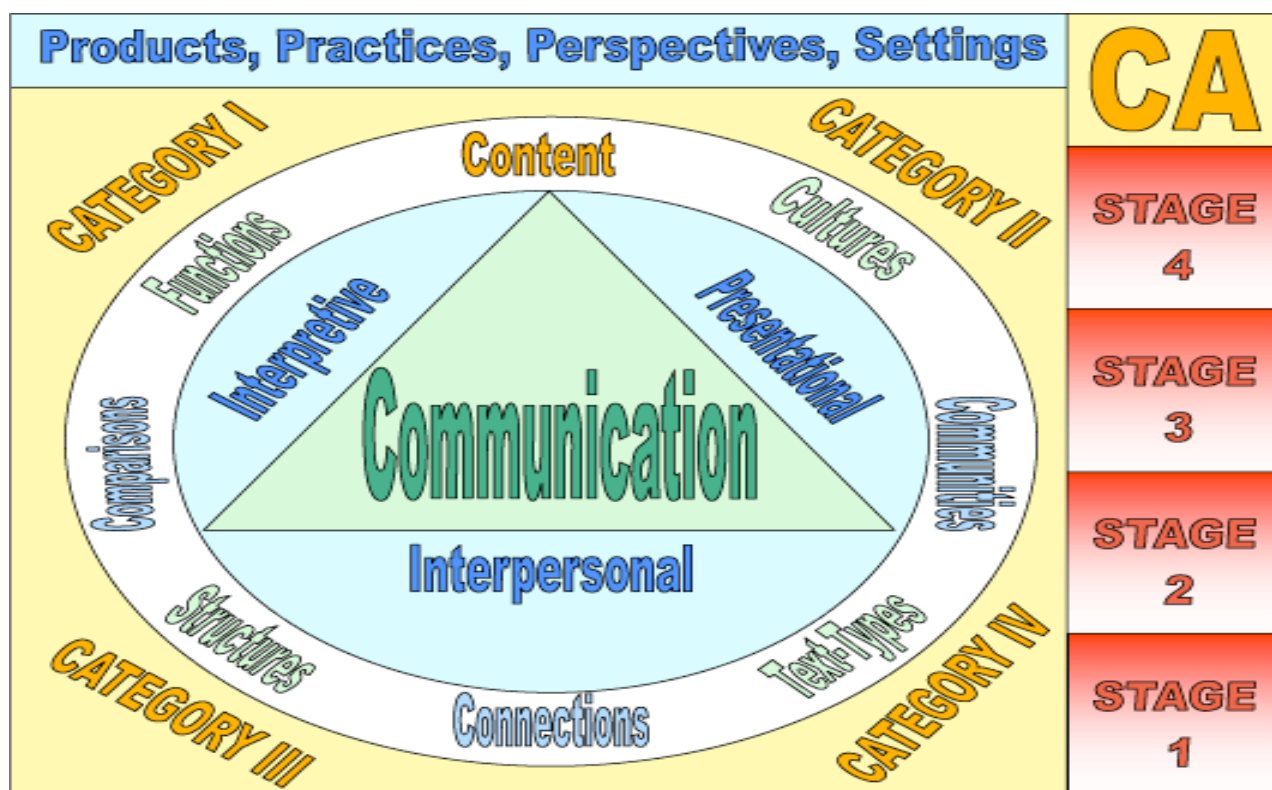 Products, Practices, Perspectives, Settings
CA
CATEGORY I
CATEGORY II
Content
Functions
Cultures
Interpretive
Presentational
Communication
Comparisons
Communities
Interpersonal
Structures
Text-Types
Connections
CATEGORY III
CATEGORY IV
STAGE
4
STAGE
3
STAGE
2
STAGE
1